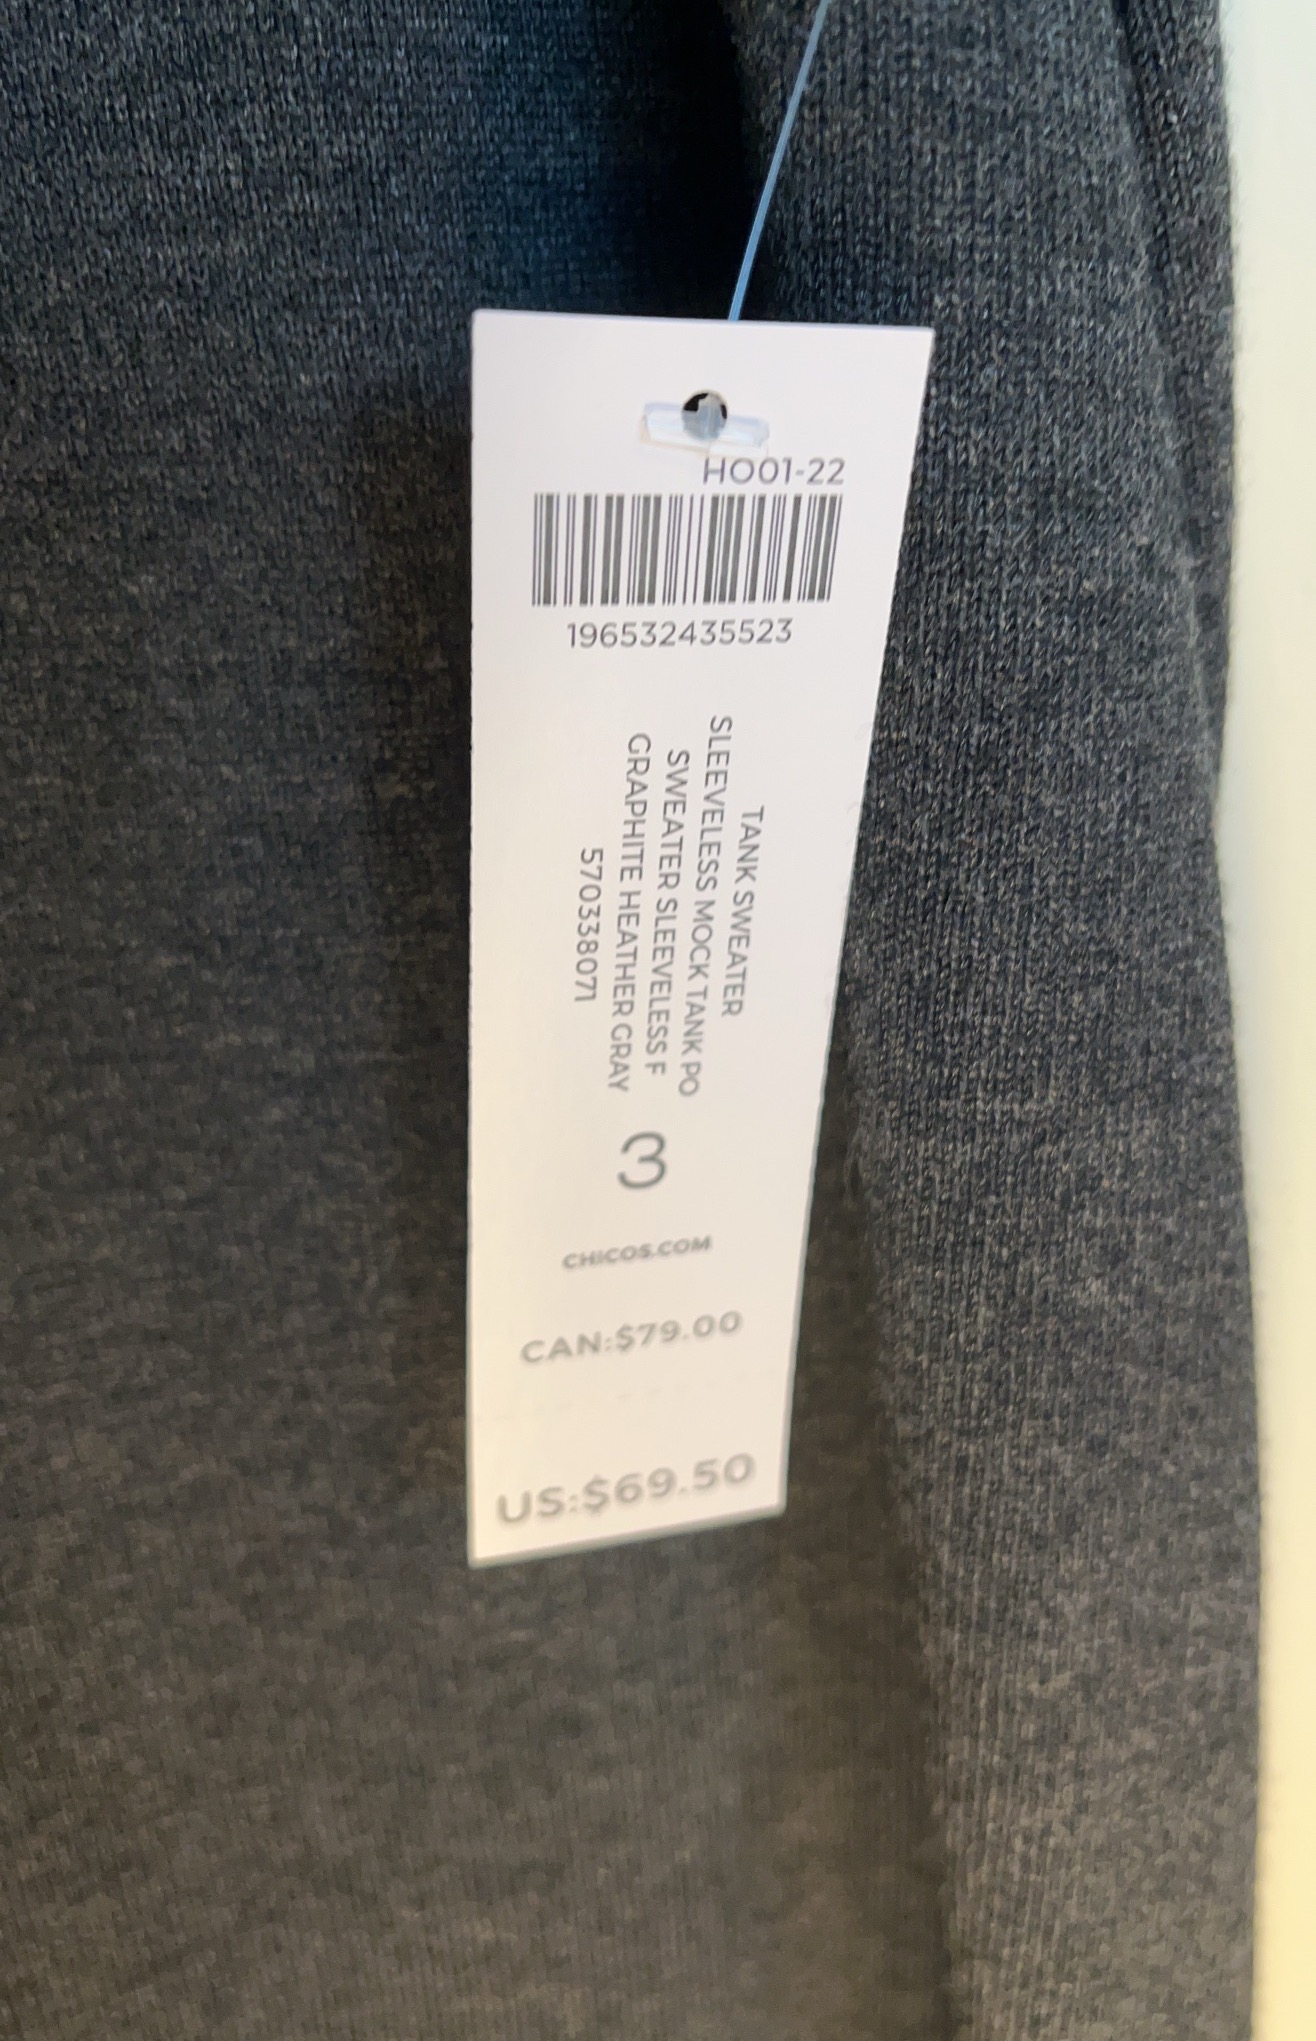 HO01-22
196532435523
TANK SWEATER
SLEEVELESS MOCK TANK PO
SWEATER SLEEVELESS F
GRAPHITE HEATHER GRAY
570338071
3
CHICOS.COM
CAN:$79.00
US:$69.50